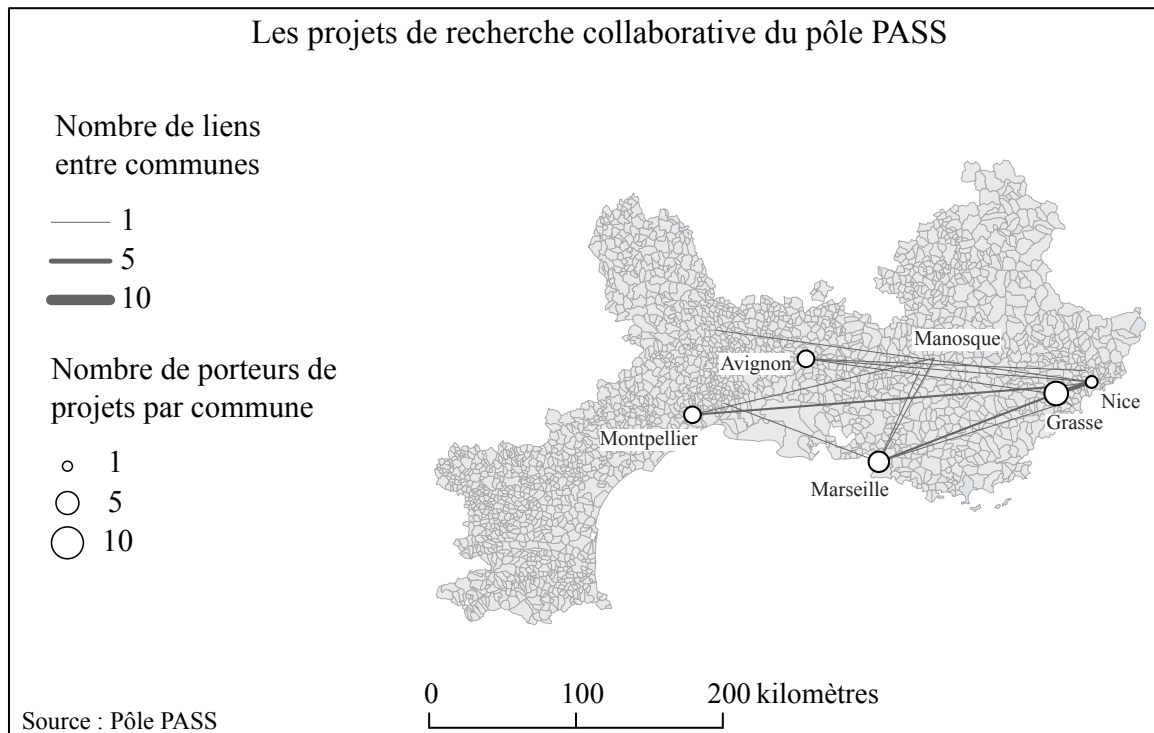 Les projets de recherche collaborative du pôle PASS
Nombre de liens
entre communes
1
5
10
Nombre de porteurs de
projets par commune
1
5
10
Manosque
Avignon
Nice
Grasse
Montpellier
Marseille
0 100 200 kilomètres
Source : Pôle PASS